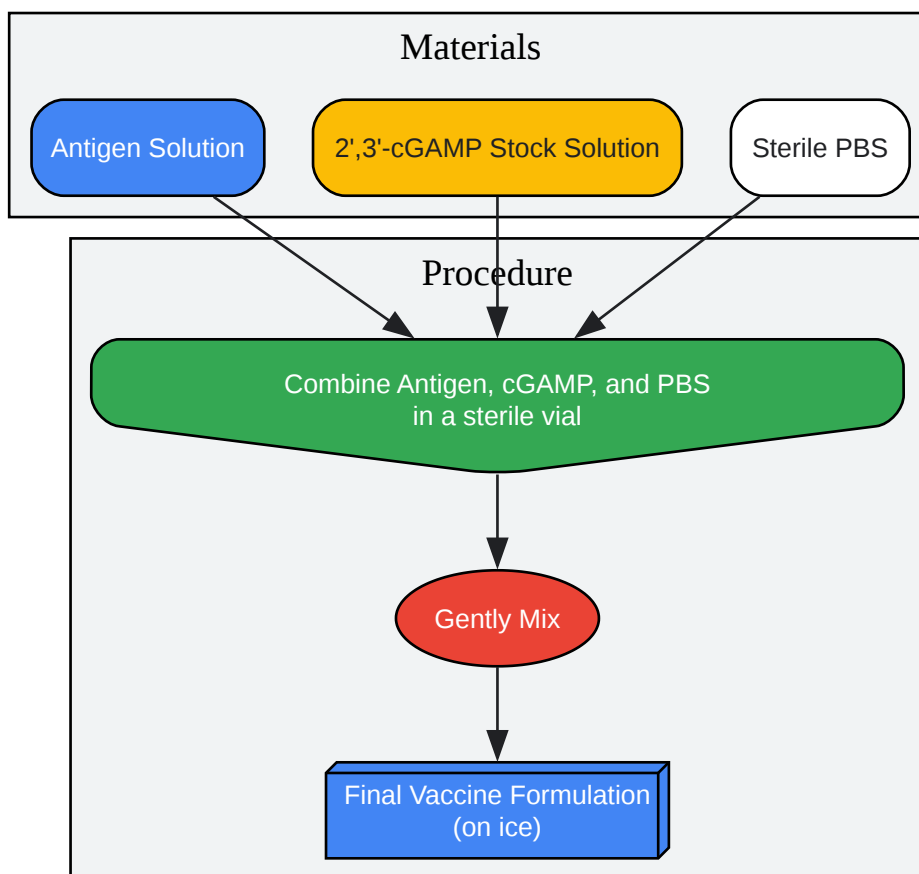 Materials
Antigen Solution
2',3'-cGAMP Stock Solution
Sterile PBS
Procedure
Combine Antigen, cGAMP, and PBS
in a sterile vial
Gently Mix
Final Vaccine Formulation
(on ice)